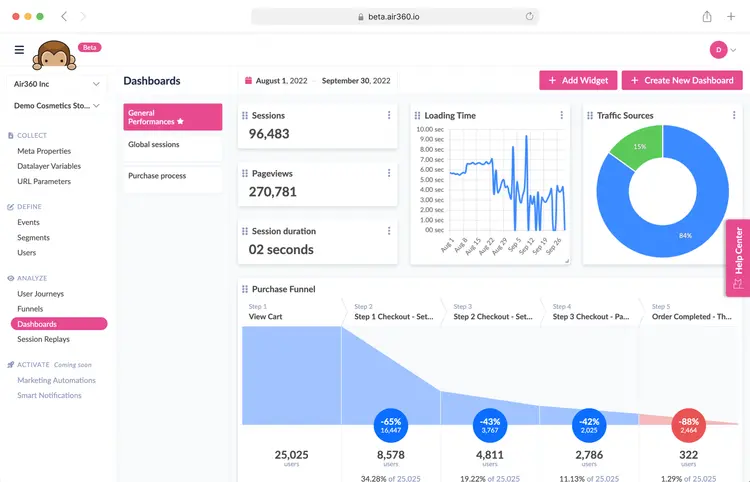 beta.air360.io
Beta
D
Air360 Inc
Demo Cosmetics Sto...
COLLECT
Meta Properties
Datalayer Variables
URL Parameters
DEFINE
Events
Segments
Users
ANALYZE
User Journeys
Funnels
Dashboards
Session Replays
ACTIVATE Coming soon
Marketing Automations
Smart Notifications
Dashboards
General
Performances
Global sessions
Purchase process
August 1, 2022 - September 30, 2022
+ Add Widget
+ Create New Dashboard
Sessions
96,483
Pageviews
270,781
Session duration
02 seconds
Loading Time
10.00 sec
9.00 sec
8.00 sec
7.00 sec
6.00 sec
5.00 sec
4.00 sec
3.00 sec
2.00 sec
1.00 sec
00 sec
Aug 1
Aug 8
Aug 15
Aug 22
Aug 29
Sep 5
Sep 12
Sep 19
Sep 26
Traffic Sources
15%
84%
Help Center
Purchase Funnel
Step 1
View Cart
25,025
users
Step 2
Step 1 Checkout - Set...
-65%
16,447
8,578
users
34.28% of 25,025
Step 3
Step 2 Checkout - Set...
-43%
3,767
4,811
users
19.22% of 25,025
Step 4
Step 3 Checkout - Pa...
-42%
2,025
2,786
users
11.13% of 25,025
Step 5
Order Completed - Th...
-88%
2,464
322
users
1.29% of 25,025